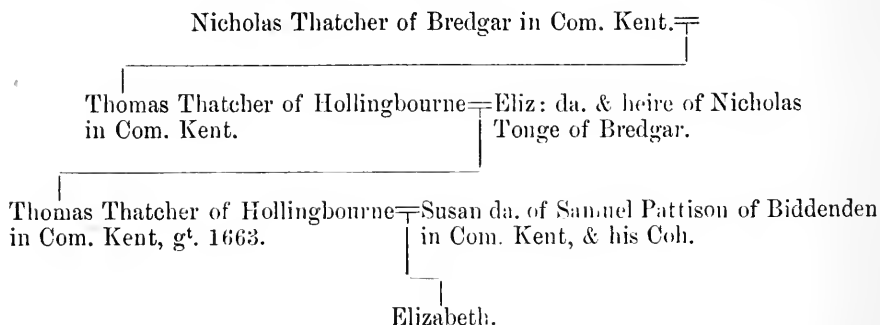 Nicholas Thatcher of Bredgar in Com. Kent.
Thomas Thatcher of Hollingbourne Eliz: da. & heire of Nicholas
in Com. Kent. Tonge of Bredgar.
Thomas Thatcher of Hollingbourne Susan da. of Samuel Pattison of Biddenden
in Com. Kent, gᵗ. 1663. in Com. Kent, & his Coh.
Elizabeth.